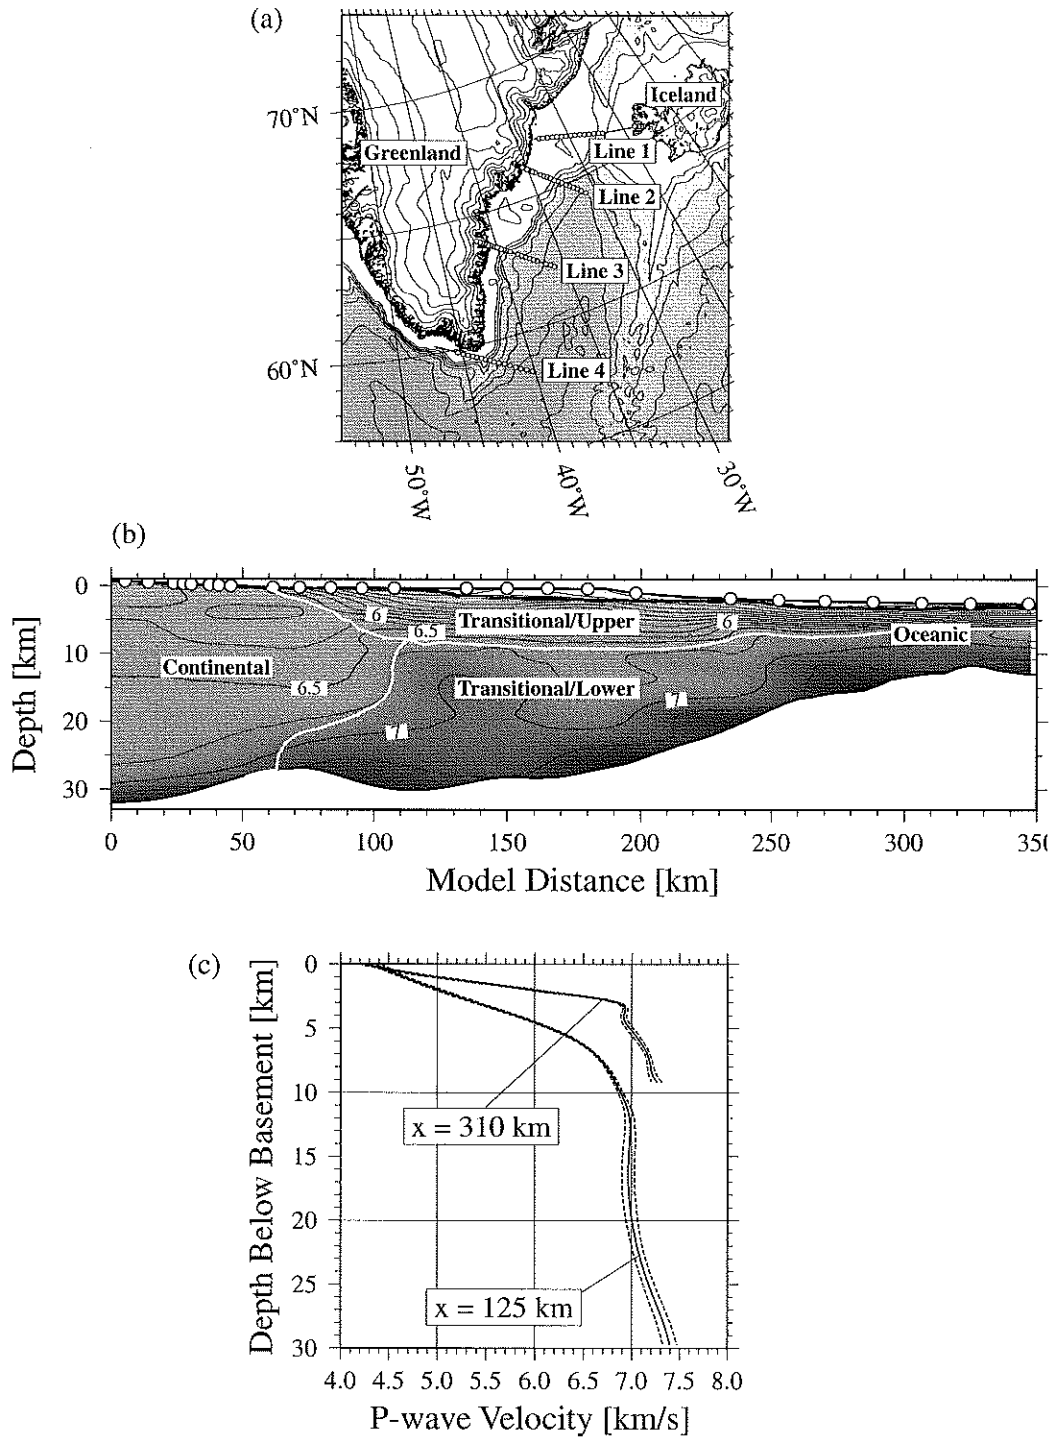 (a)
Iceland
70°N
Greenland
Line 1
Line 2
Line 3
60°N
Line 4
50°W
40°W
30°W
(b)
0
6
6.5
Transitional/Upper
6
Oceanic
10
Continental
6.5
Transitional/Lower
7
20
7
30
Depth [km]
0 50 100 150 200 250 300 350
Model Distance [km]
(c)
0
5
10
x = 310 km
15
20
x = 125 km
25
30
Depth Below Basement [km]
4.0 4.5 5.0 5.5 6.0 6.5 7.0 7.5 8.0
P-wave Velocity [km/s]